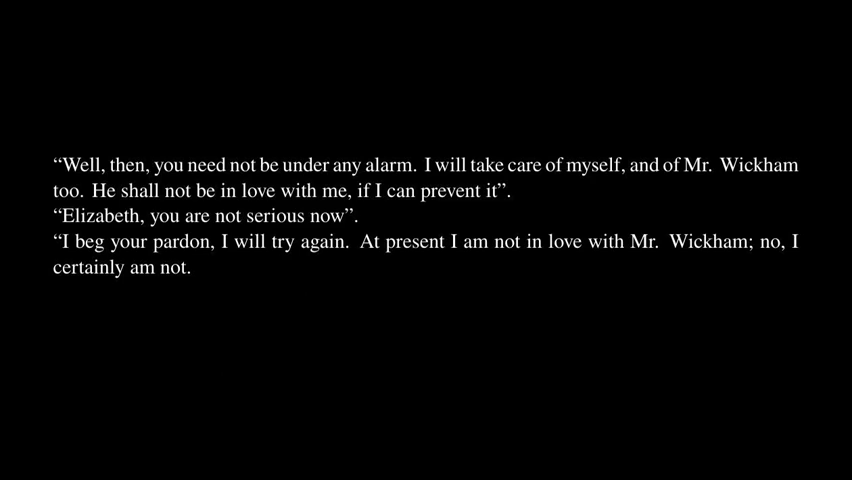 “Well, then, you need not be under any alarm. I will take care of myself, and of Mr. Wickham
too. He shall not be in love with me, if I can prevent it”.
“Elizabeth, you are not serious now”.
“I beg your pardon, I will try again. At present I am not in love with Mr. Wickham; no, I
certainly am not.